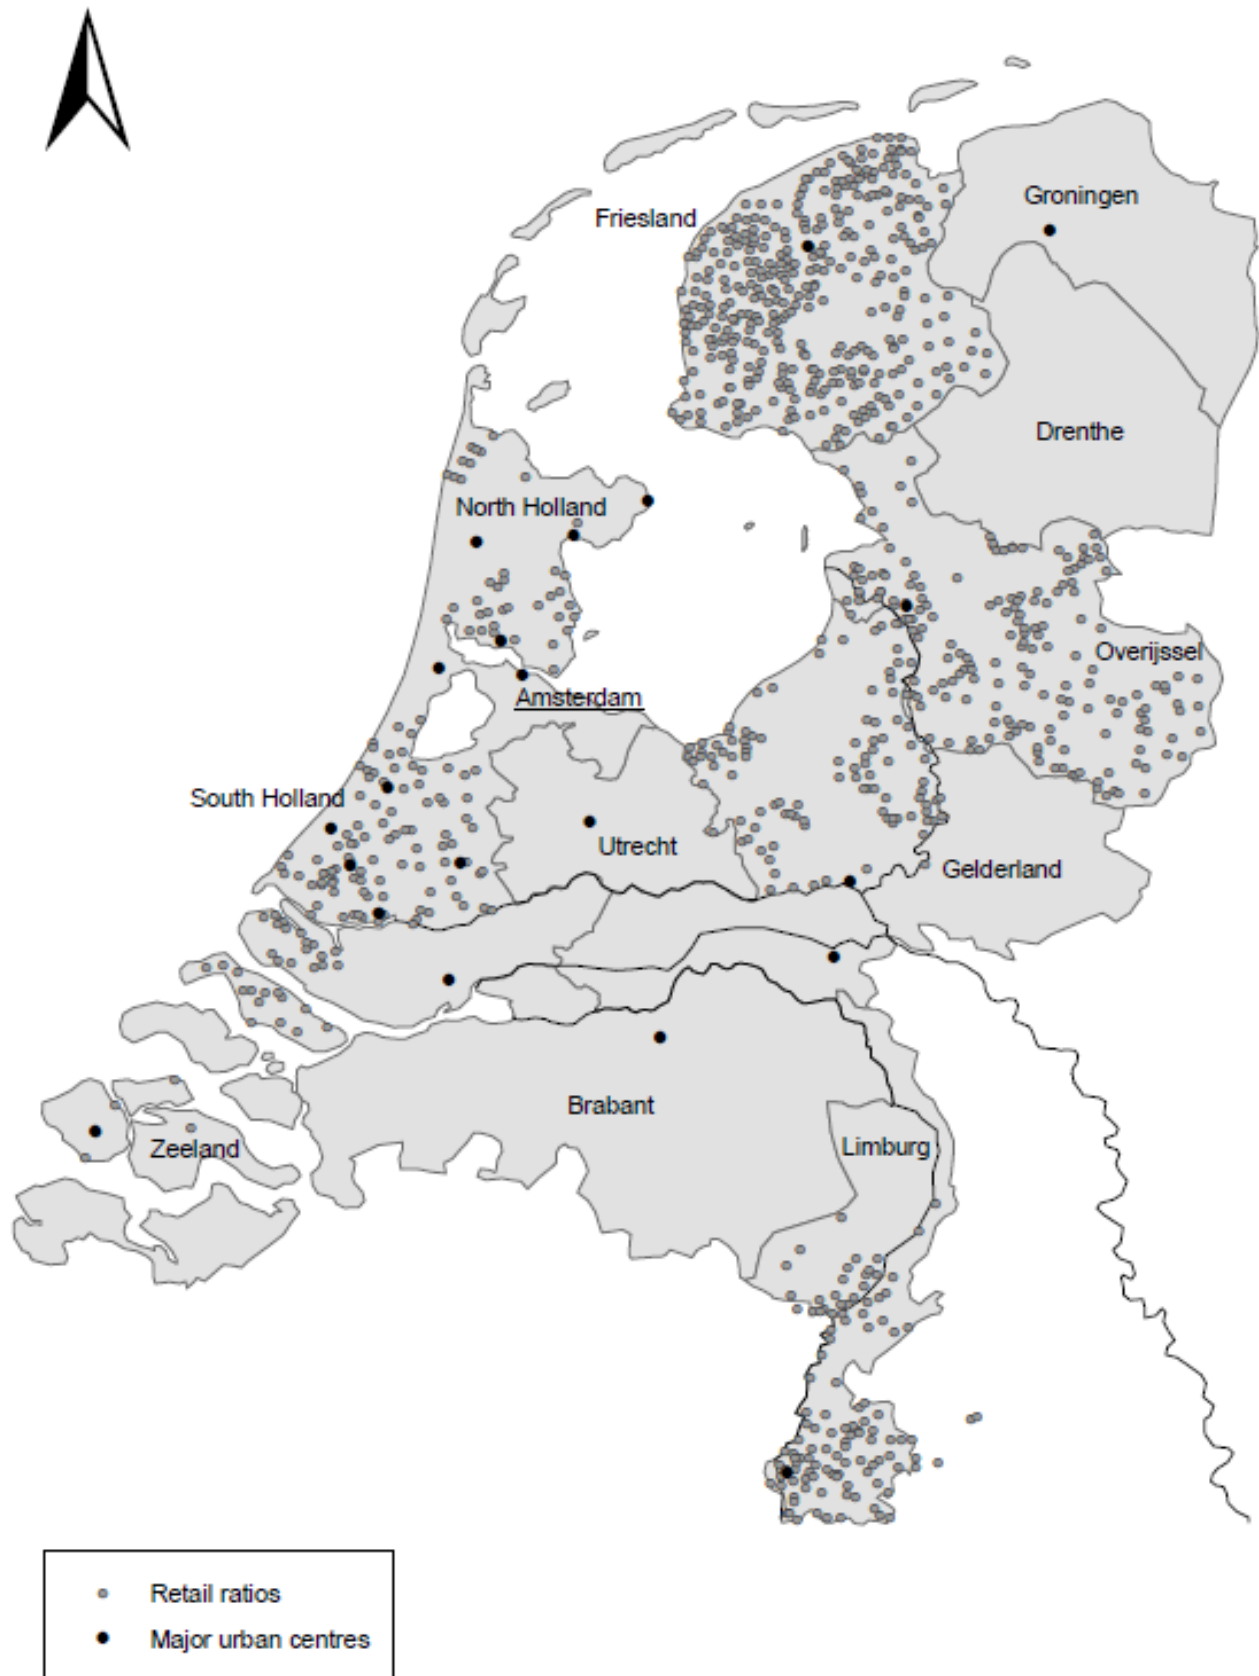 Groningen
Friesland
Drenthe
North Holland
Overijssel
Amsterdam
South Holland
Utrecht
Gelderland
Brabant
Limburg
Zeeland
Retail ratios
Major urban centres